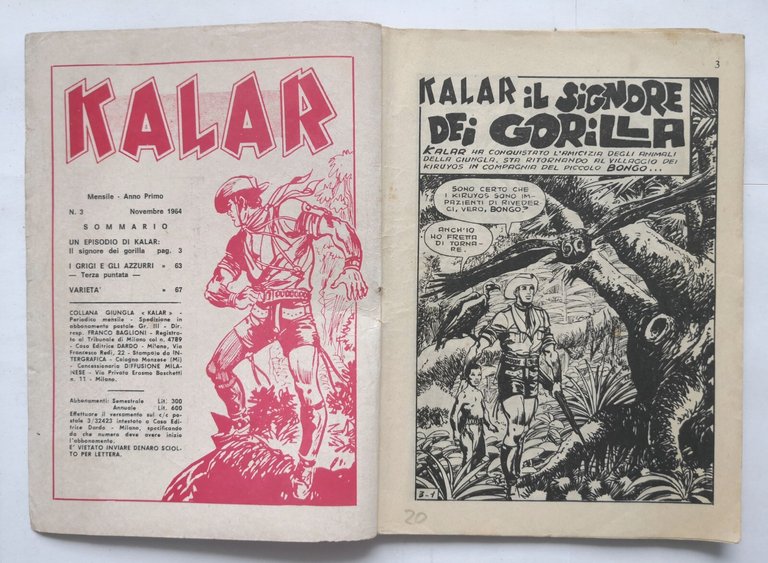 KALAR
Mensile - Anno Primo
N. 3 Novembre 1964
SOMMARIO
UN EPISODIO DI KALAR:
Il signore dei gorilla pag. 3
I GRIGI E GLI AZZURRI » 63
— Terza puntata —
VARIETA' » 67
COLLANA GIUNGLA « KALAR » -
Periodico mensile - Spedizione in
abbonamento postale Gr. III - Dir.
resp. FRANCO BAGLIONI - Registra-
to al Tribunale di Milano col n. 4789
- Casa Editrice DARDO - Milano, Via
Francesco Redi, 22 - Stampato da IN-
TERGRAFICA - Cologno Monzese (Mi)
- Concessionaria DIFFUSIONE MILA-
NESE - Via Privata Erasmo Boschetti
n. 11 - Milano.
Abbonamenti: Semestrale Lit. 300
Annuale Lit. 600
Effettuare il versamento sul c/c po-
stale 3/32423 intestato a Casa Edi-
trice Dardo - Milano, specificando
da che numero deve avere inizio
l'abbonamento.
E' VIETATO INVIARE DENARO SCIOL-
TO PER LETTERA.
3
KALAR IL SIGNORE
DEI GORILLA
KALAR HA CONQUISTATO L'AMICIZIA DEGLI ANIMALI
DELLA GIUNGLA. STA RITORNANDO AL VILLAGGIO DEI
KIRUYOS IN COMPAGNIA DEL PICCOLO BONGO...
SONO CERTO CHE
I KIRUYOS SONO IM-
PAZIENTI DI RIVEDER
CI, VERO, BONGO?
ANCH'IO
HO FRETTA DI
TORNA-
RE
3-1
20